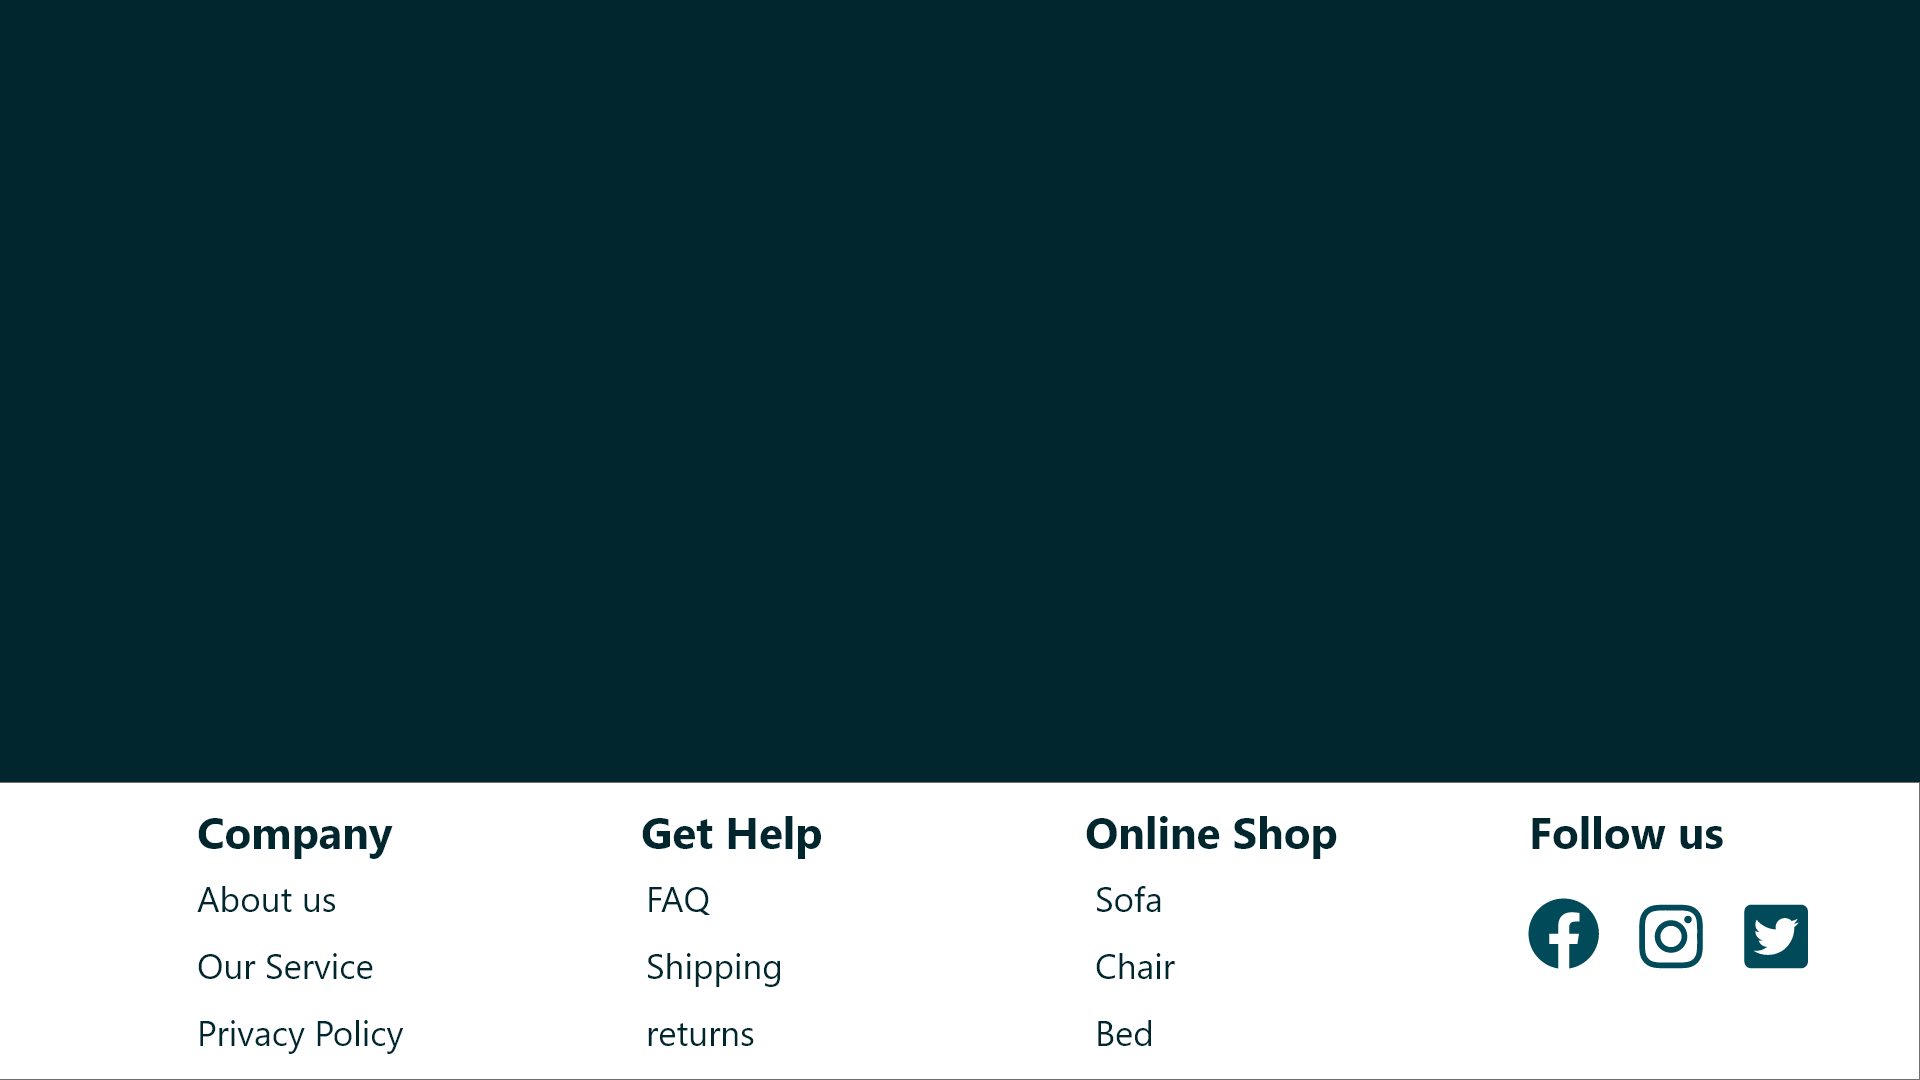 Company
About us
Our Service
Privacy Policy
Get Help
FAQ
Shipping
returns
Online Shop
Sofa
Chair
Bed
Follow us